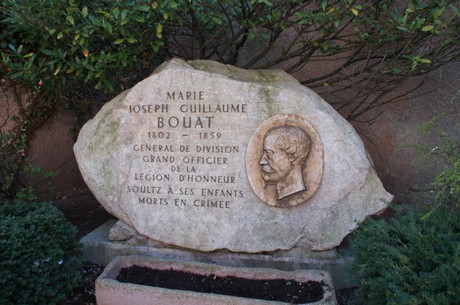 MARIE
JOSEPH GUILLAUME
BOUAT
1802 - 1859
GENERAL DE DIVISION
GRAND OFFICIER
DE LA
LEGION D'HONNEUR
SOULTZ À SES ENFANTS
MORTS EN CRIMEE